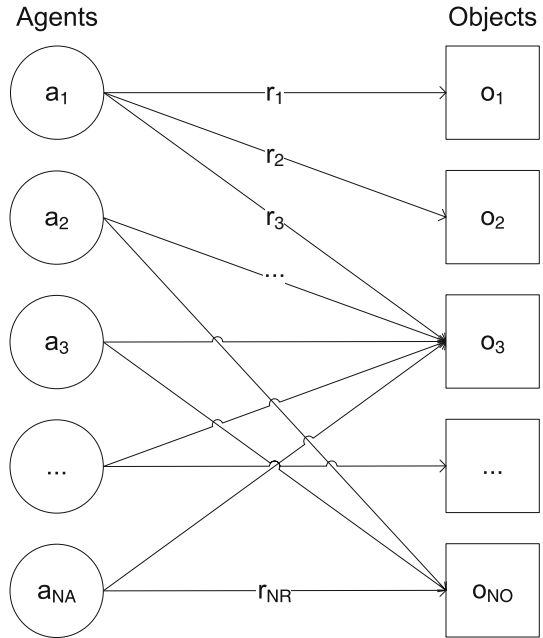 Agents Objects
a1 r1 o1
r2
a2 r3 o2
...
a3 o3
... ...
aNA rNR oNO